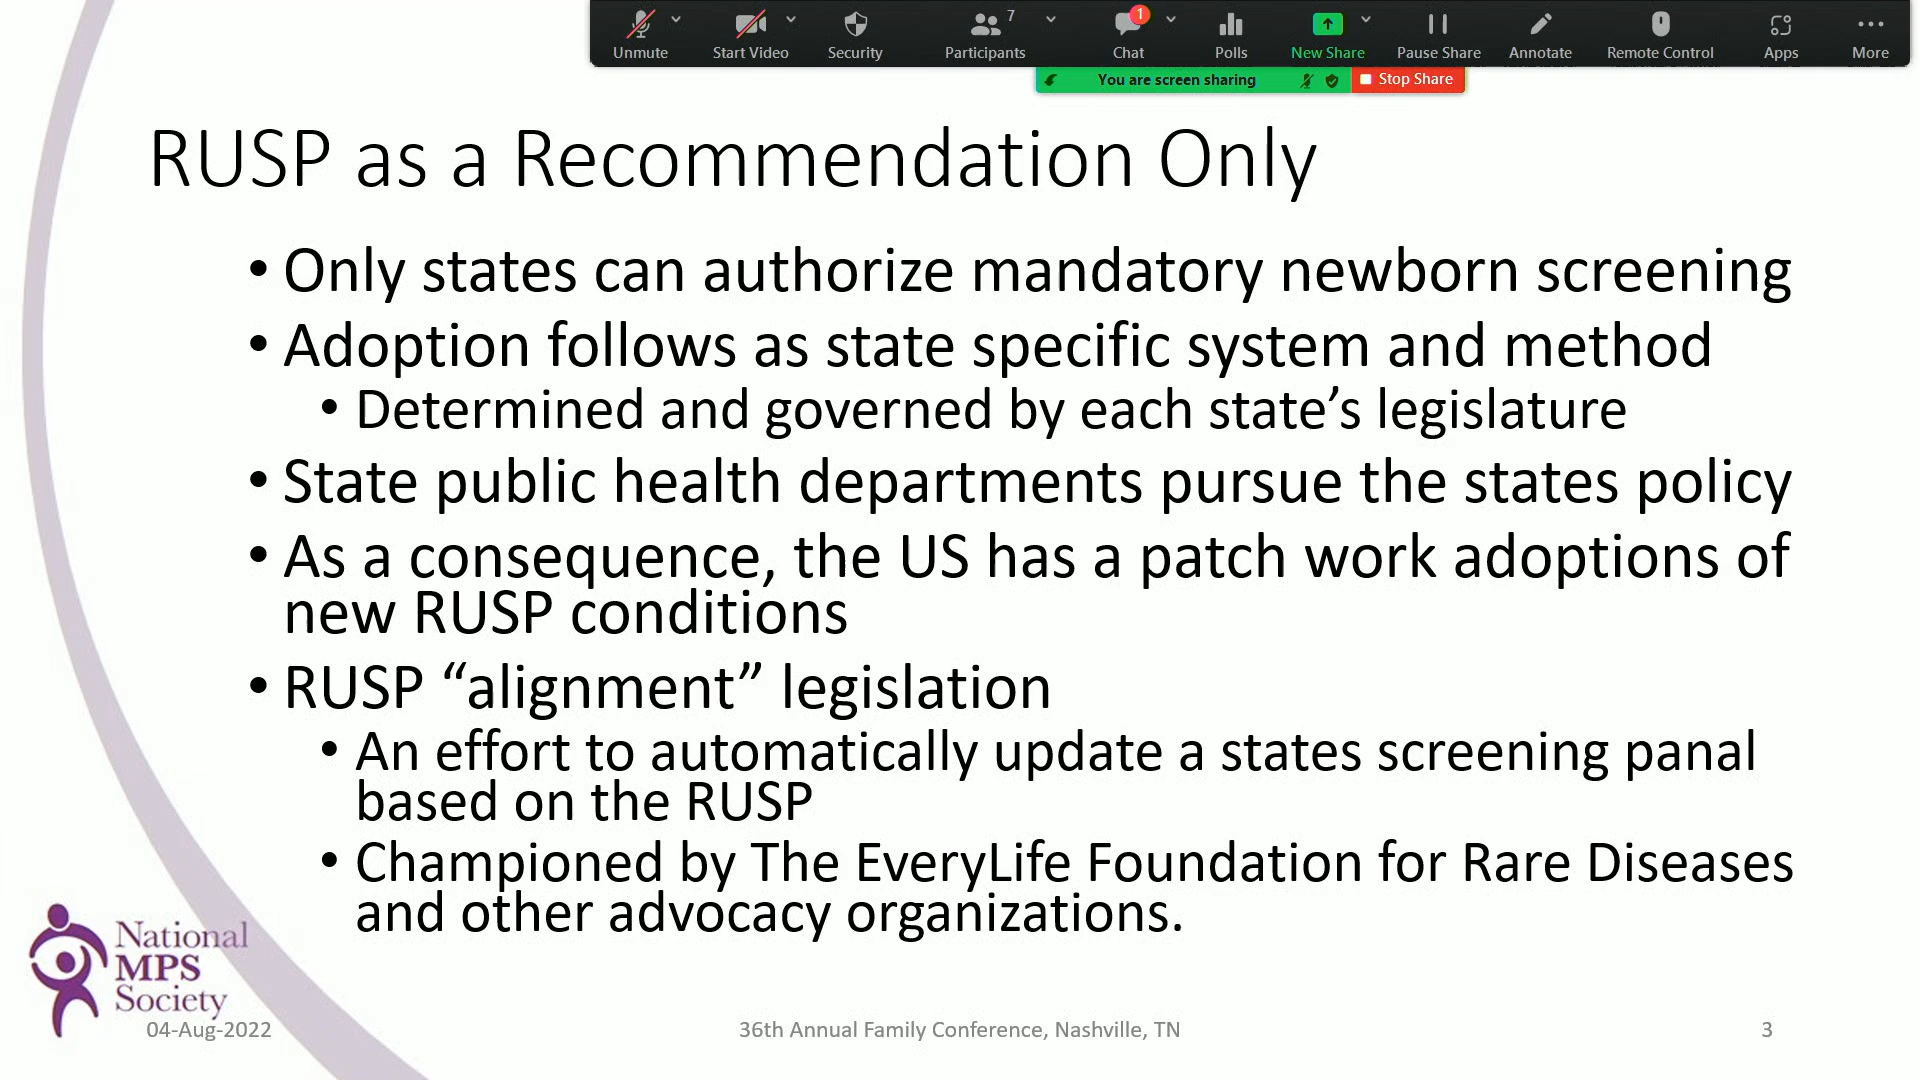 7
1
Unmute Start Video Security Participants Chat Polls New Share Pause Share Annotate Remote Control Apps More
You are screen sharing Stop Share
RUSP as a Recommendation Only
• Only states can authorize mandatory newborn screening
• Adoption follows as state specific system and method
• Determined and governed by each state’s legislature
• State public health departments pursue the states policy
• As a consequence, the US has a patch work adoptions of
new RUSP conditions
• RUSP “alignment” legislation
• An effort to automatically update a states screening panal
based on the RUSP
• Championed by The EveryLife Foundation for Rare Diseases
and other advocacy organizations.
National
MPS
Society
04-Aug-2022 36th Annual Family Conference, Nashville, TN 3